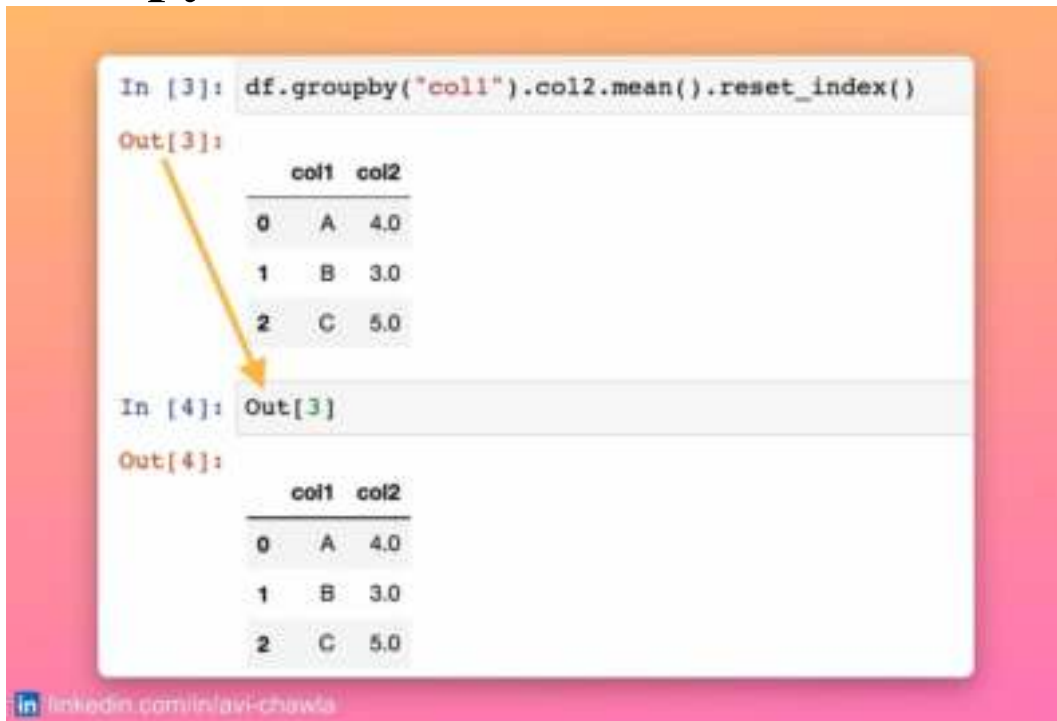 In [3]: df.groupby("col1").col2.mean().reset_index()
Out[3]:
col1 col2
0 A 4.0
1 B 3.0
2 C 5.0
In [4]: Out[3]
Out[4]:
col1 col2
0 A 4.0
1 B 3.0
2 C 5.0
in linkedin.com/in/avi-chawla